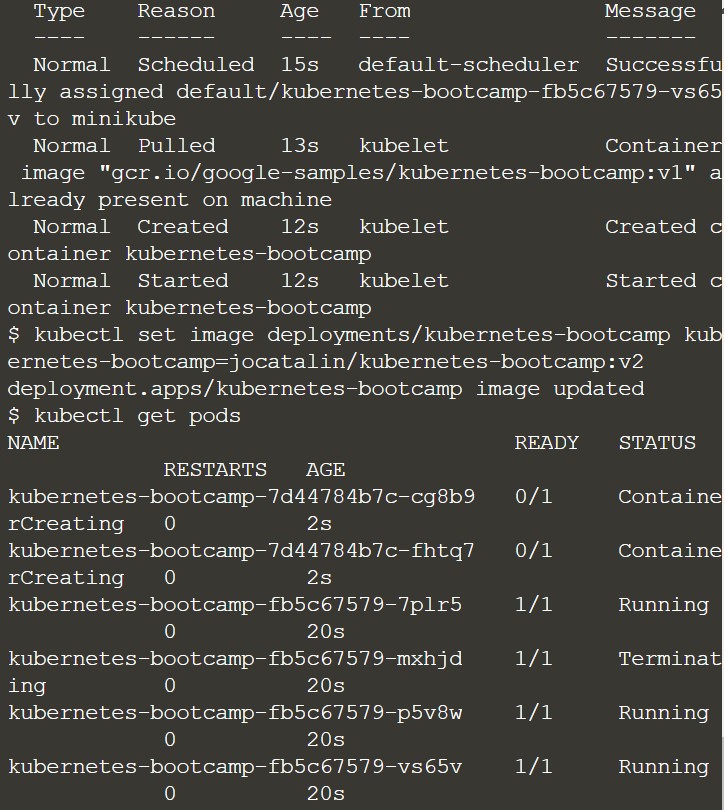 Type Reason Age From Message
---- ------ ---- ---- -------
Normal Scheduled 15s default-scheduler Successfu
lly assigned default/kubernetes-bootcamp-fb5c67579-vs65
v to minikube
Normal Pulled 13s kubelet Container
image "gcr.io/google-samples/kubernetes-bootcamp:v1" a
lready present on machine
Normal Created 12s kubelet Created c
ontainer kubernetes-bootcamp
Normal Started 12s kubelet Started c
ontainer kubernetes-bootcamp
$ kubectl set image deployments/kubernetes-bootcamp kub
ernetes-bootcamp=jocatalin/kubernetes-bootcamp:v2
deployment.apps/kubernetes-bootcamp image updated
$ kubectl get pods
NAME READY STATUS
RESTARTS AGE
kubernetes-bootcamp-7d44784b7c-cg8b9 0/1 Containe
rCreating 0 2s
kubernetes-bootcamp-7d44784b7c-fhtq7 0/1 Containe
rCreating 0 2s
kubernetes-bootcamp-fb5c67579-7plr5 1/1 Running
0 20s
kubernetes-bootcamp-fb5c67579-mxhjd 1/1 Terminat
ing 0 20s
kubernetes-bootcamp-fb5c67579-p5v8w 1/1 Running
0 20s
kubernetes-bootcamp-fb5c67579-vs65v 1/1 Running
0 20s